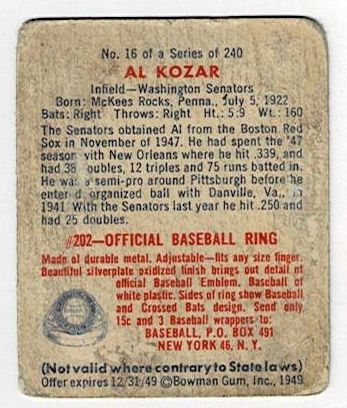 No. 16 of a Series of 240
AL KOZAR
Infield—Washington Senators
Born: McKees Rocks, Penna., July 5, 1922
Bats: Right Throws: Right Ht.: 5:9 Wt.: 160
The Senators obtained Al from the Boston Red
Sox in November of 1947. He had spent the '47
season with New Orleans where he hit .339, and
had 38 oubles, 12 triples and 75 runs batted in.
He was a semi-pro around Pittsburgh before he
enter d organized ball with Danville, Va., in
1941. With the Senators last year he hit .250 and
had 25 doubles.
#202—OFFICIAL BASEBALL RING
Made of durable metal. Adjustable—fits any size finger.
Beautiful silverplate oxidized finish brings out detail of
official Baseball Emblem. Baseball of
white plastic. Sides of ring show Baseball
and Crossed Bats design. Send only
15c and 3 Baseball wrappers to:
BASEBALL, P.O. BOX 491
NEW YORK 46, N. Y.
(Not valid where contrary to State laws)
Offer expires 12/31/49 ©Bowman Gum, Inc., 1949